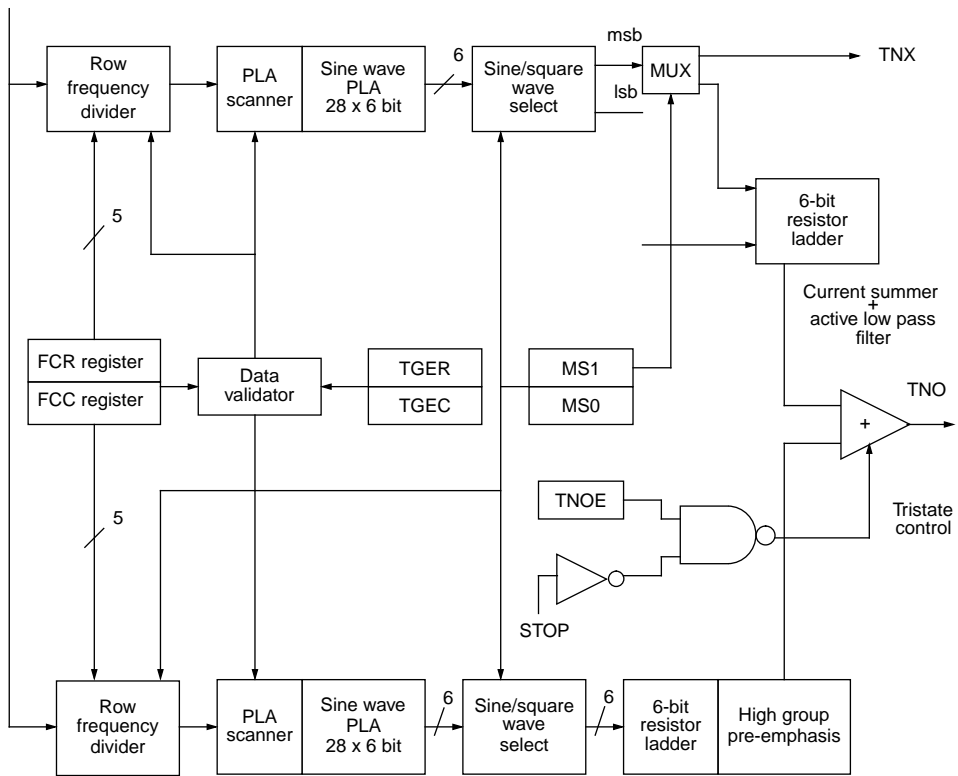 Row
frequency
divider
PLA
scanner
Sine wave
PLA
28 x 6 bit
6
Sine/square
wave
select
msb
lsb
MUX
TNX
5
6-bit
resistor
ladder
Current summer
+
active low pass
filter
FCR register
FCC register
Data
validator
TGER
TGEC
MS1
MS0
TNO
+
5
TNOE
STOP
Tristate
control
Row
frequency
divider
PLA
scanner
Sine wave
PLA
28 x 6 bit
6
Sine/square
wave
select
6
6-bit
resistor
ladder
High group
pre-emphasis